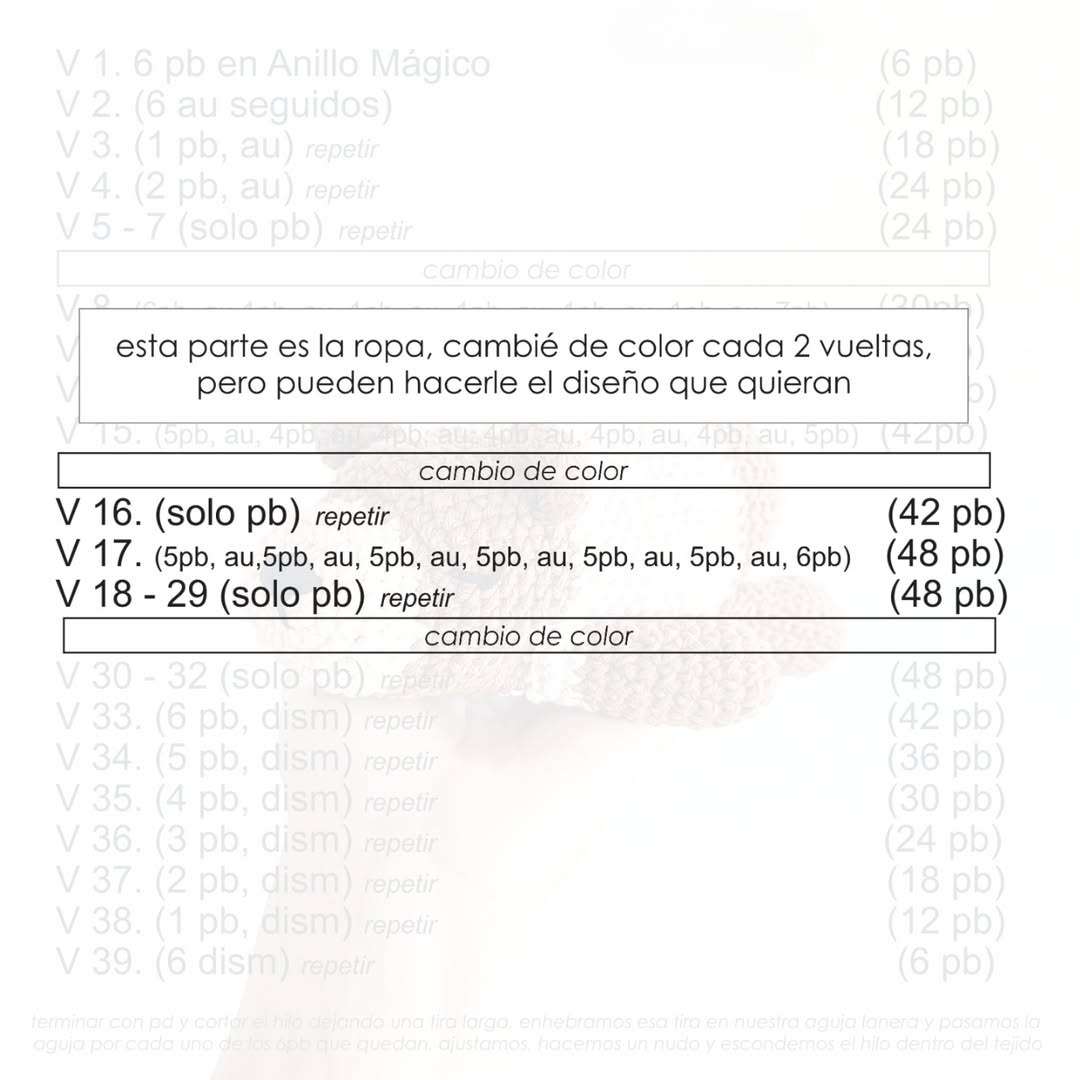 V 1. 6 pb en Anillo Mágico (6 pb)
V 2. (6 au seguidos) (12 pb)
V 3. (1 pb, au) repetir (18 pb)
V 4. (2 pb, au) repetir (24 pb)
V 5 - 7 (solo pb) repetir (24 pb)
cambio de color
esta parte es la ropa, cambié de color cada 2 vueltas,
pero pueden hacerle el diseño que quieran
V 15. (5pb, au, 4pb, au, 4pb, au, 4pb, au, 4pb, au, 4pb, au, 5pb) (42pb)
cambio de color
V 16. (solo pb) repetir (42 pb)
V 17. (5pb, au,5pb, au, 5pb, au, 5pb, au, 5pb, au, 5pb, au, 6pb) (48 pb)
V 18 - 29 (solo pb) repetir (48 pb)
cambio de color
V 30 - 32 (solo pb) repetir (48 pb)
V 33. (6 pb, dism) repetir (42 pb)
V 34. (5 pb, dism) repetir (36 pb)
V 35. (4 pb, dism) repetir (30 pb)
V 36. (3 pb, dism) repetir (24 pb)
V 37. (2 pb, dism) repetir (18 pb)
V 38. (1 pb, dism) repetir (12 pb)
V 39. (6 dism) repetir (6 pb)
terminar con pd y cortar el hilo dejando una tira larga, enhebramos esa tira en nuestra aguja lanera y pasamos la
aguja por cada uno de los 6pb que quedan. ajustamos, hacemos un nudo y escondemos el hilo dentro del tejido